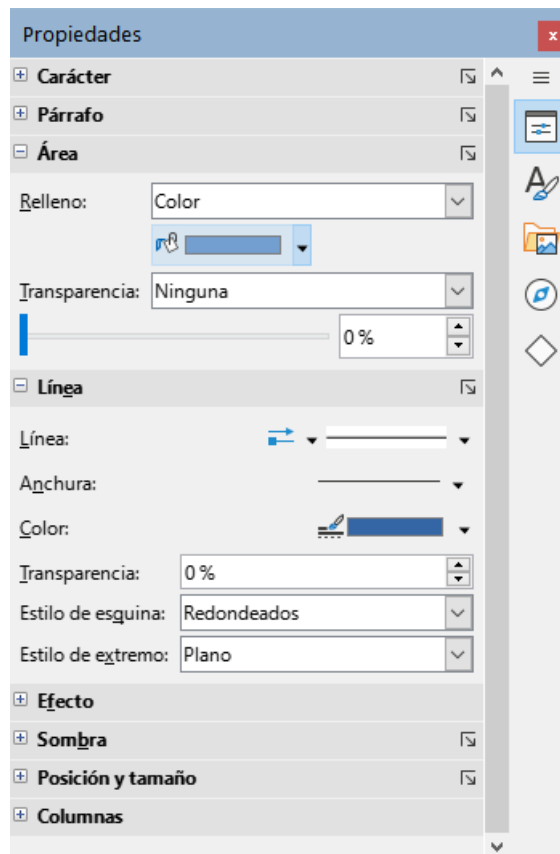 Propiedades
x
Carácter
Párrafo
Área
Relleno: Color
Transparencia: Ninguna
0 %
Línea
Línea:
Anchura:
Color:
Transparencia: 0 %
Estilo de esquina: Redondeados
Estilo de extremo: Plano
Efecto
Sombra
Posición y tamaño
Columnas